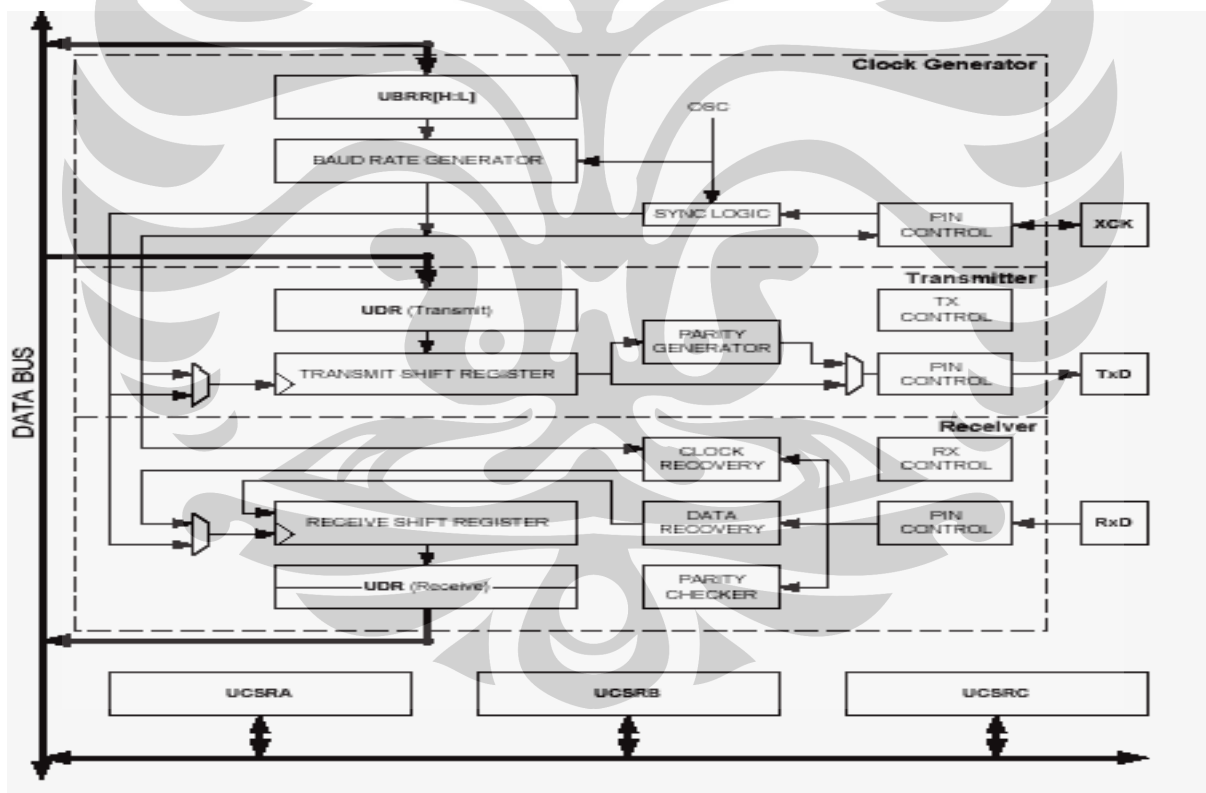 Clock Generator
UBRR[H:L]
OSC
BAUD RATE GENERATOR
SYNC LOGIC
PIN
CONTROL
XCK
Transmitter
UDR (Transmit)
TX
CONTROL
PARITY
GENERATOR
TRANSMIT SHIFT REGISTER
PIN
CONTROL
TxD
DATA BUS
Receiver
CLOCK
RECOVERY
RX
CONTROL
RECEIVE SHIFT REGISTER
DATA
RECOVERY
PIN
CONTROL
RxD
UDR (Receive)
PARITY
CHECKER
UCSRA
UCSRB
UCSRC